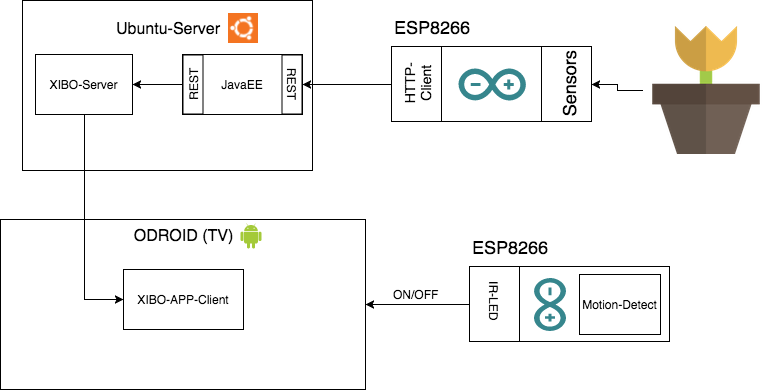 Ubuntu-Server
XIBO-Server
REST
JavaEE
REST
ESP8266
HTTP-
Client
Sensors
ODROID (TV)
XIBO-APP-Client
ON/OFF
ESP8266
IR-LED
Motion-Detect